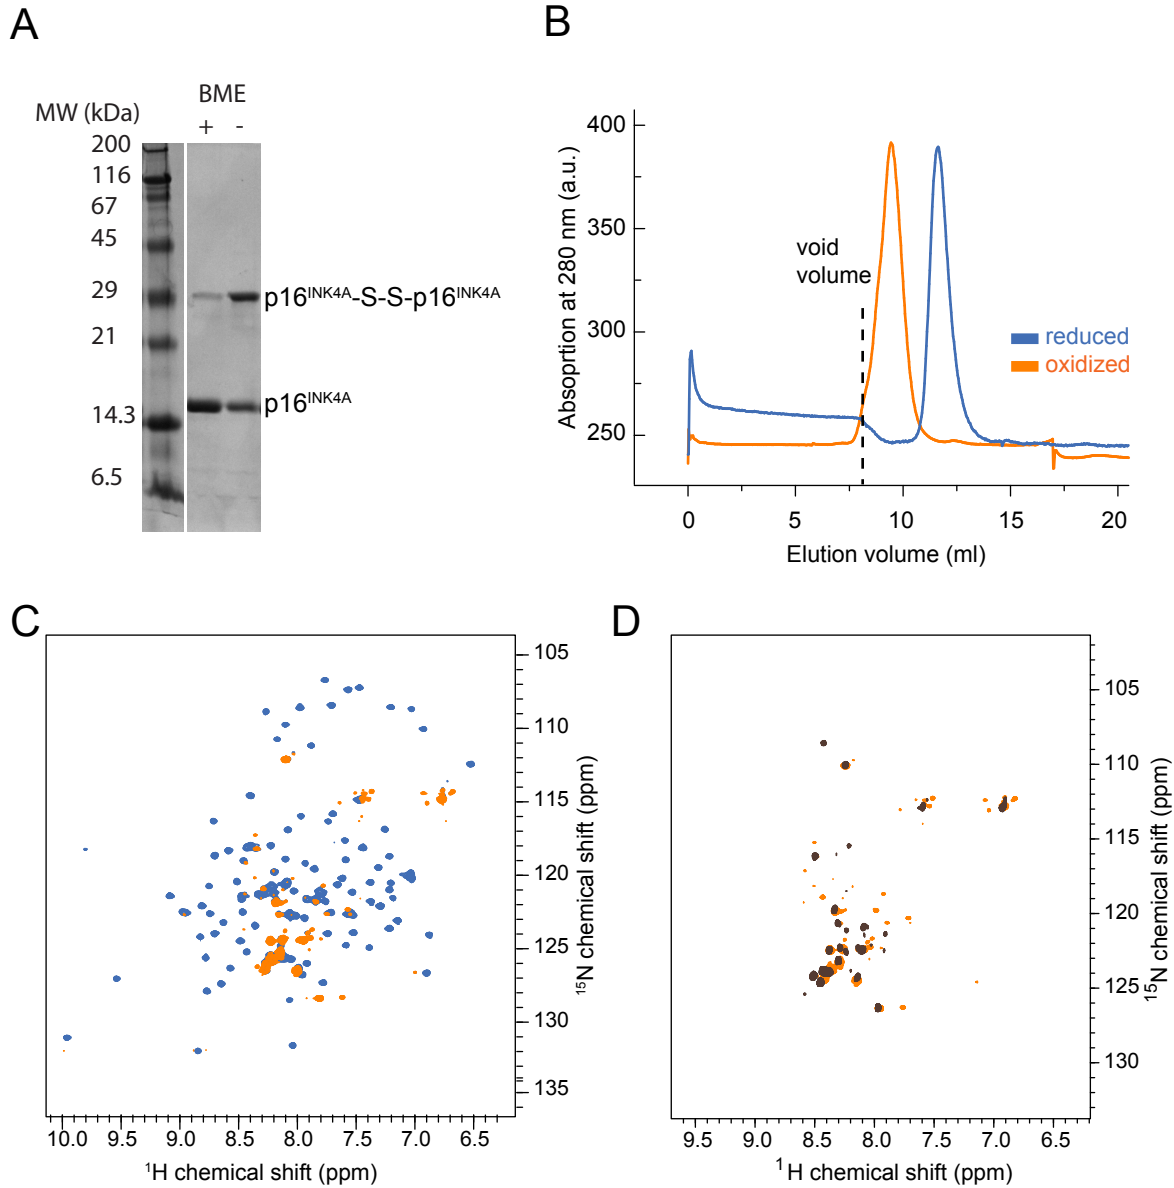 A
BME
MW (kDa)
+ -
200
116
67
45
29
21
14.3
6.5
p16INK4A-S-S-p16INK4A
p16INK4A
B
Absoprtion at 280 nm (a.u.)
400
350
300
250
void
volume
reduced
oxidized
0 5 10 15 20
Elution volume (ml)
C
105
110
115
120
125
130
135
15N chemical shift (ppm)
10.0 9.5 9.0 8.5 8.0 7.5 7.0 6.5
1H chemical shift (ppm)
D
105
110
115
120
125
130
15N chemical shift (ppm)
9.5 9.0 8.5 8.0 7.5 7.0 6.5
1H chemical shift (ppm)